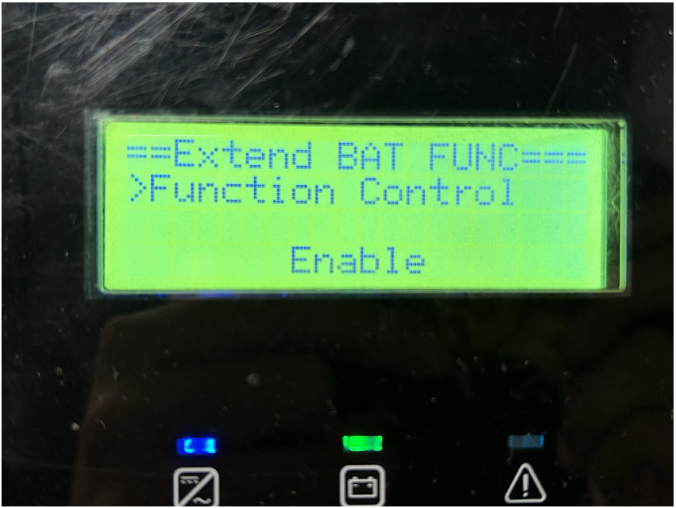 ==Extend BAT FUNC===
>Function Control
Enable